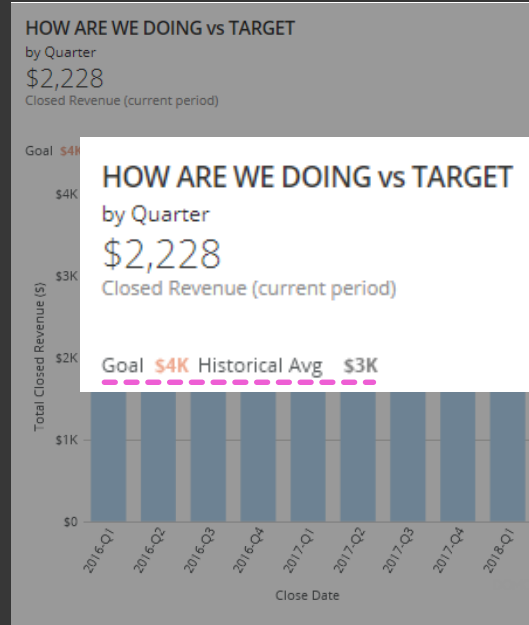 HOW ARE WE DOING vs TARGET
by Quarter
$2,228
Closed Revenue (current period)
Goal $4K
HOW ARE WE DOING vs TARGET
by Quarter
$2,228
Closed Revenue (current period)
Goal $4K Historical Avg $3K
$4K
$3K
$2K
$1K
$0
Total Closed Revenue ($)
2016-Q1
2016-Q2
2016-Q3
2016-Q4
2017-Q1
2017-Q2
2017-Q3
2017-Q4
2018-Q1
Close Date